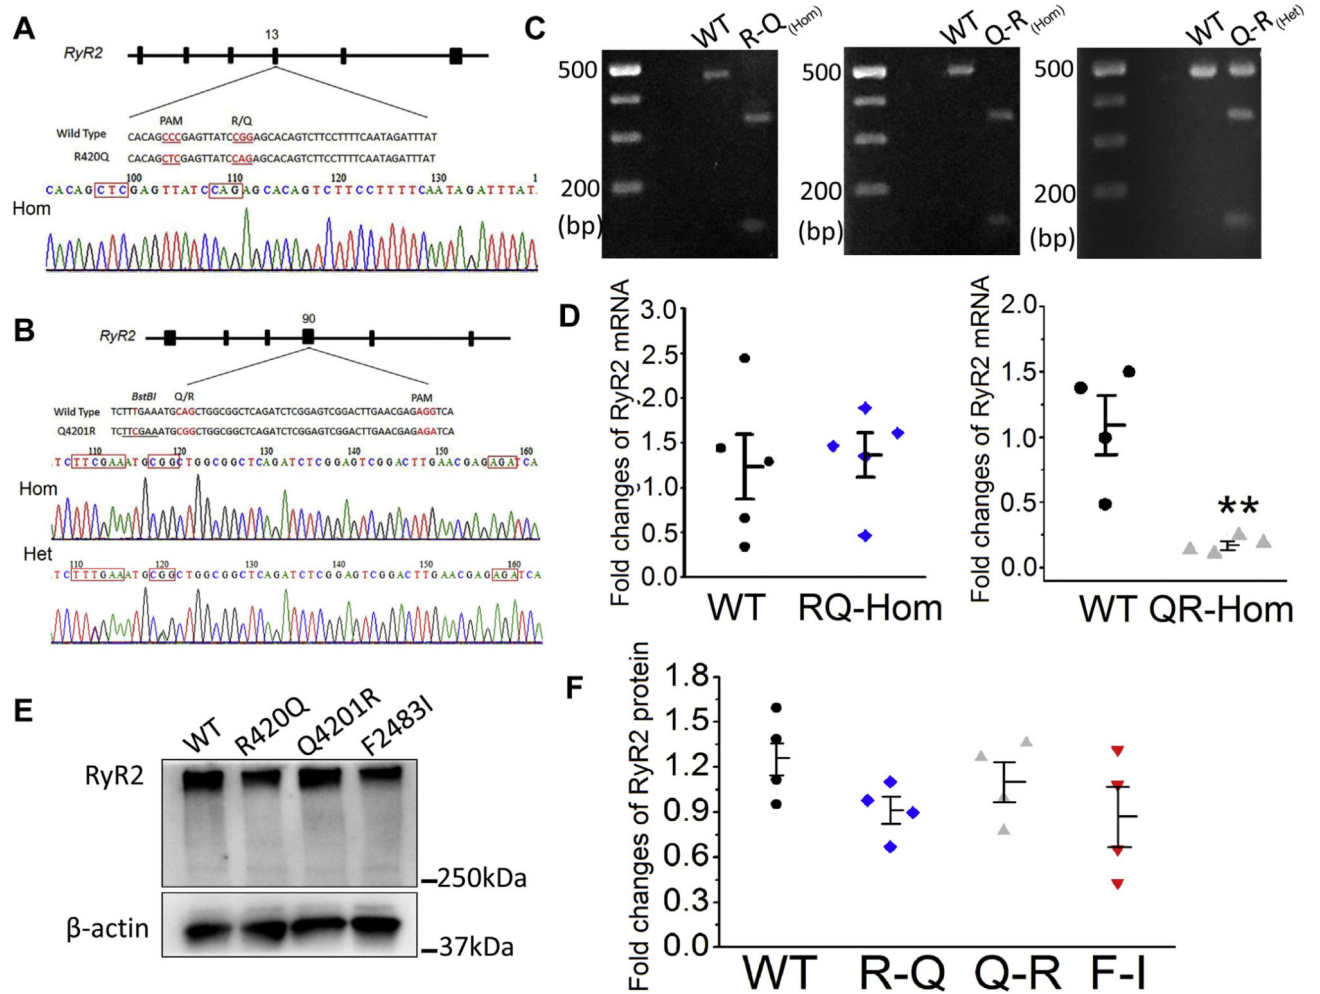 A
13
RyR2
PAM R/Q
Wild Type CACAGCCCGAGTTATCCGGAGCACAGTCTTCCTTTTCAATAGATTTAT
R420Q CACAGCTCGAGTTATCCAGAGCACAGTCTTCCTTTTCAATAGATTTAT
100 110 120 130 1
CACAGCTCGAGTTATCCAGAGCACAGTCTTCCTTTTCAATAGATTTAT.
Hom
B
90
RyR2
BstBI Q/R PAM
Wild Type TCTTTGAAATGCAGCTGGCGGCTCAGATCTCGGAGTCGGACTTGAACGAGAGGTCA
Q4201R TCTTCGAAATGCGGCTGGCGGCTCAGATCTCGGAGTCGGACTTGAACGAGAGATCA
110 120 130 140 150 160
.TCTTCGAAATGCGGCTGGCGGCTCAGATCTCGGAGTCGGACTTGAACGAGAGATCA
Hom
Het
110 120 130 140 150 160
.TCTTTGAAATGCGGCTGGCGGCTCAGATCTCGGAGTCGGACTTGAACGAGAGATCA
C
WT R-Q (Hom)
500
200
(bp)
WT Q-R (Hom)
500
200
(bp)
WT Q-R (Het)
500
200
(bp)
D
Fold changes of RyR2 mRNA
3.0
2.5
2.0
1.5
1.0
0.5
0.0
WT RQ-Hom
Fold changes of RyR2 mRNA
2.0
1.5
1.0
0.5
0.0
**
WT QR-Hom
E
WT R420Q Q4201R F2483I
RyR2
250kDa
β-actin
37kDa
F
Fold changes of RyR2 protein
1.8
1.5
1.2
0.9
0.6
0.3
0.0
WT R-Q Q-R F-I